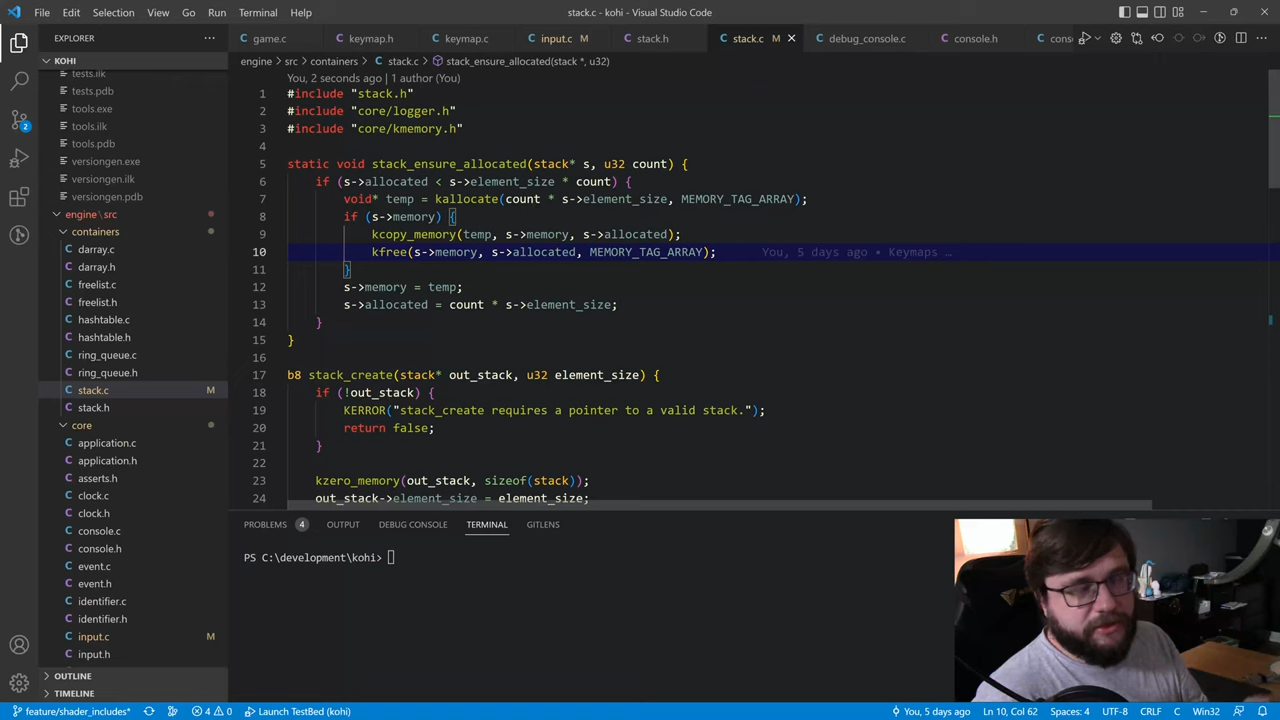 File Edit Selection View Go Run Terminal Help
stack.c - kohi - Visual Studio Code
EXPLORER
game.c keymap.h keymap.c input.c M stack.h stack.c M debug_console.c console.h
KOHI
engine > src > containers > stack.c > stack_ensure_allocated(stack *, u32)
You, 2 seconds ago | 1 author (You)
tests.ilk
tests.pdb
tools.exe
tools.ilk
tools.pdb
versiongen.exe
versiongen.ilk
versiongen.pdb
engine\src
containers
darray.c
darray.h
freelist.c
freelist.h
hashtable.c
hashtable.h
ring_queue.c
ring_queue.h
stack.c M
stack.h
core
application.c
application.h
asserts.h
clock.c
clock.h
console.c
console.h
event.c
event.h
identifier.c
identifier.h
input.c M
input.h
OUTLINE
TIMELINE
1 #include "stack.h"
2 #include "core/logger.h"
3 #include "core/kmemory.h"
4
5 static void stack_ensure_allocated(stack* s, u32 count) {
6 if (s->allocated < s->element_size * count) {
7 void* temp = kallocate(count * s->element_size, MEMORY_TAG_ARRAY);
8 if (s->memory) {
9 kcopy_memory(temp, s->memory, s->allocated);
10 kfree(s->memory, s->allocated, MEMORY_TAG_ARRAY); You, 5 days ago • Keymaps …
11 }
12 s->memory = temp;
13 s->allocated = count * s->element_size;
14 }
15 }
16
17 b8 stack_create(stack* out_stack, u32 element_size) {
18 if (!out_stack) {
19 KERROR("stack_create requires a pointer to a valid stack.");
20 return false;
21 }
22
23 kzero_memory(out_stack, sizeof(stack));
24 out_stack->element_size = element_size;
PROBLEMS 4 OUTPUT DEBUG CONSOLE TERMINAL GITLENS
PS C:\development\kohi>
2
feature/shader_includes* 4 0 Launch TestBed (kohi) You, 5 days ago Ln 10, Col 62 Spaces: 4 UTF-8 CRLF C Win32